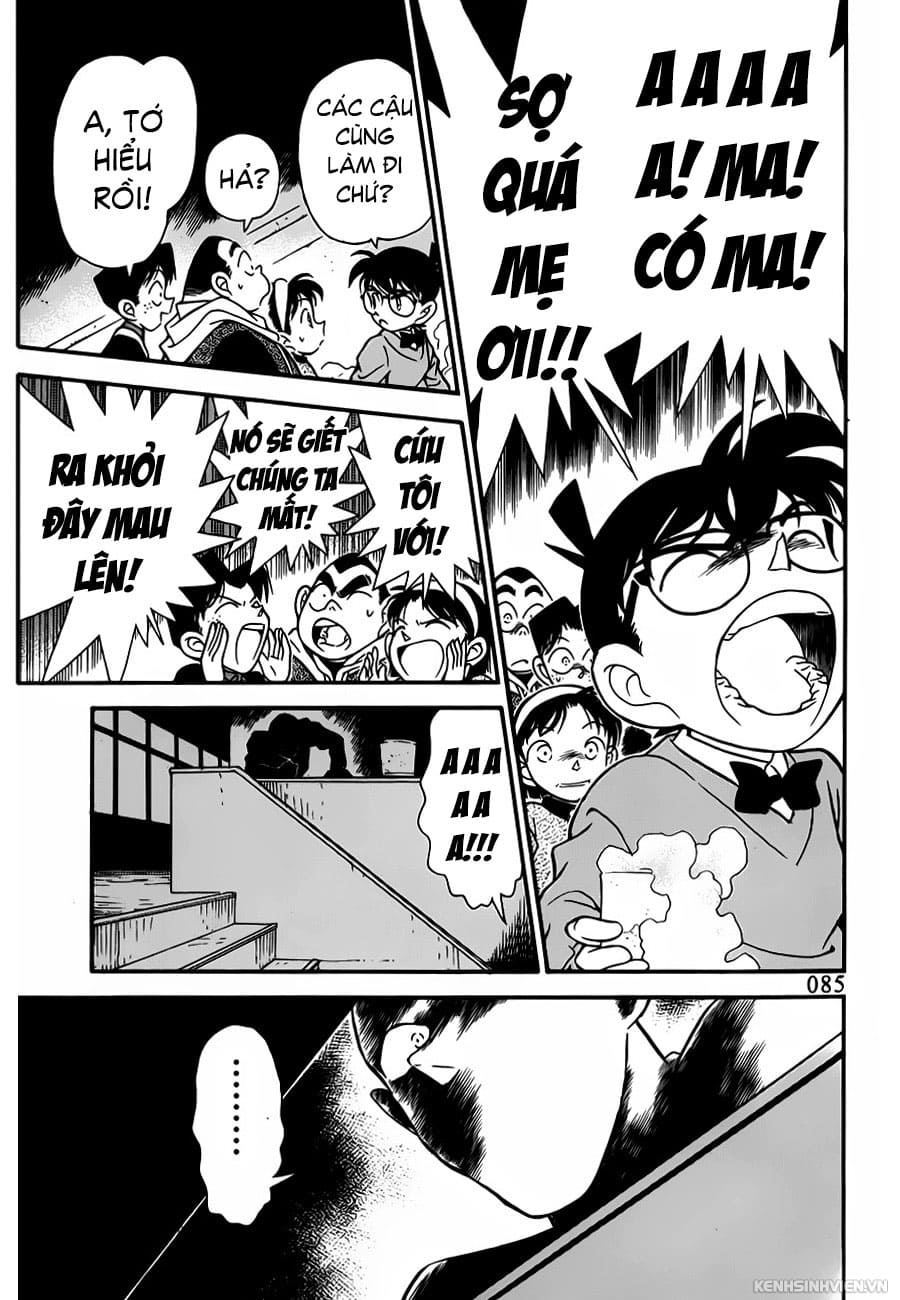 A A A A
A! MA!
CÓ MA!
SỢ
QUÁ
MẸ
ƠII!!
CÁC CẬU
CŨNG
LÀM ĐI
CHỨ?
HẢ?
A, TỚ
HIỂU
RỒI!
CỨU
TÔI
VỚI!
NÓ SẼ GIẾT
CHÚNG TA
MẤT!
RA KHỎI
ĐÂY MAU
LÊN!
A A A
A A
A!!!
085
........
KENHSINHVIEN.VN